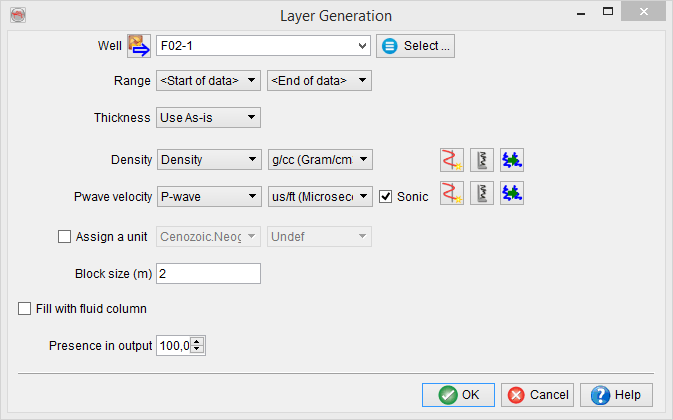 Layer Generation
Well F02-1 Select ...
Range <Start of data> <End of data>
Thickness Use As-is
Density Density g/cc (Gram/cm
Pwave velocity P-wave us/ft (Microsec Sonic
Assign a unit Cenozoic.Neog Undef
Block size (m) 2
Fill with fluid column
Presence in output 100,0
OK Cancel Help